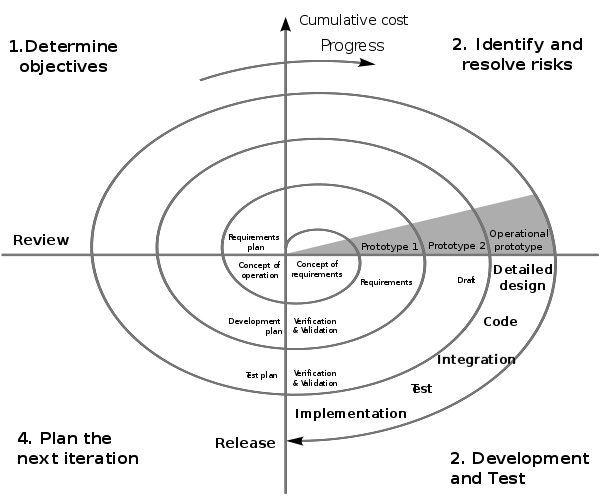 Cumulative cost
Progress
1.Determine
objectives
2. Identify and
resolve risks
Review
Requirements
plan
Prototype 1
Prototype 2
Operational
prototype
Concept of
operation
Concept of
requirements
Requirements
Draft
Detailed
design
Development
plan
Verification
& Validation
Code
Integration
Test plan
Verification
& Validation
Test
Implementation
Release
4. Plan the
next iteration
2. Development
and Test